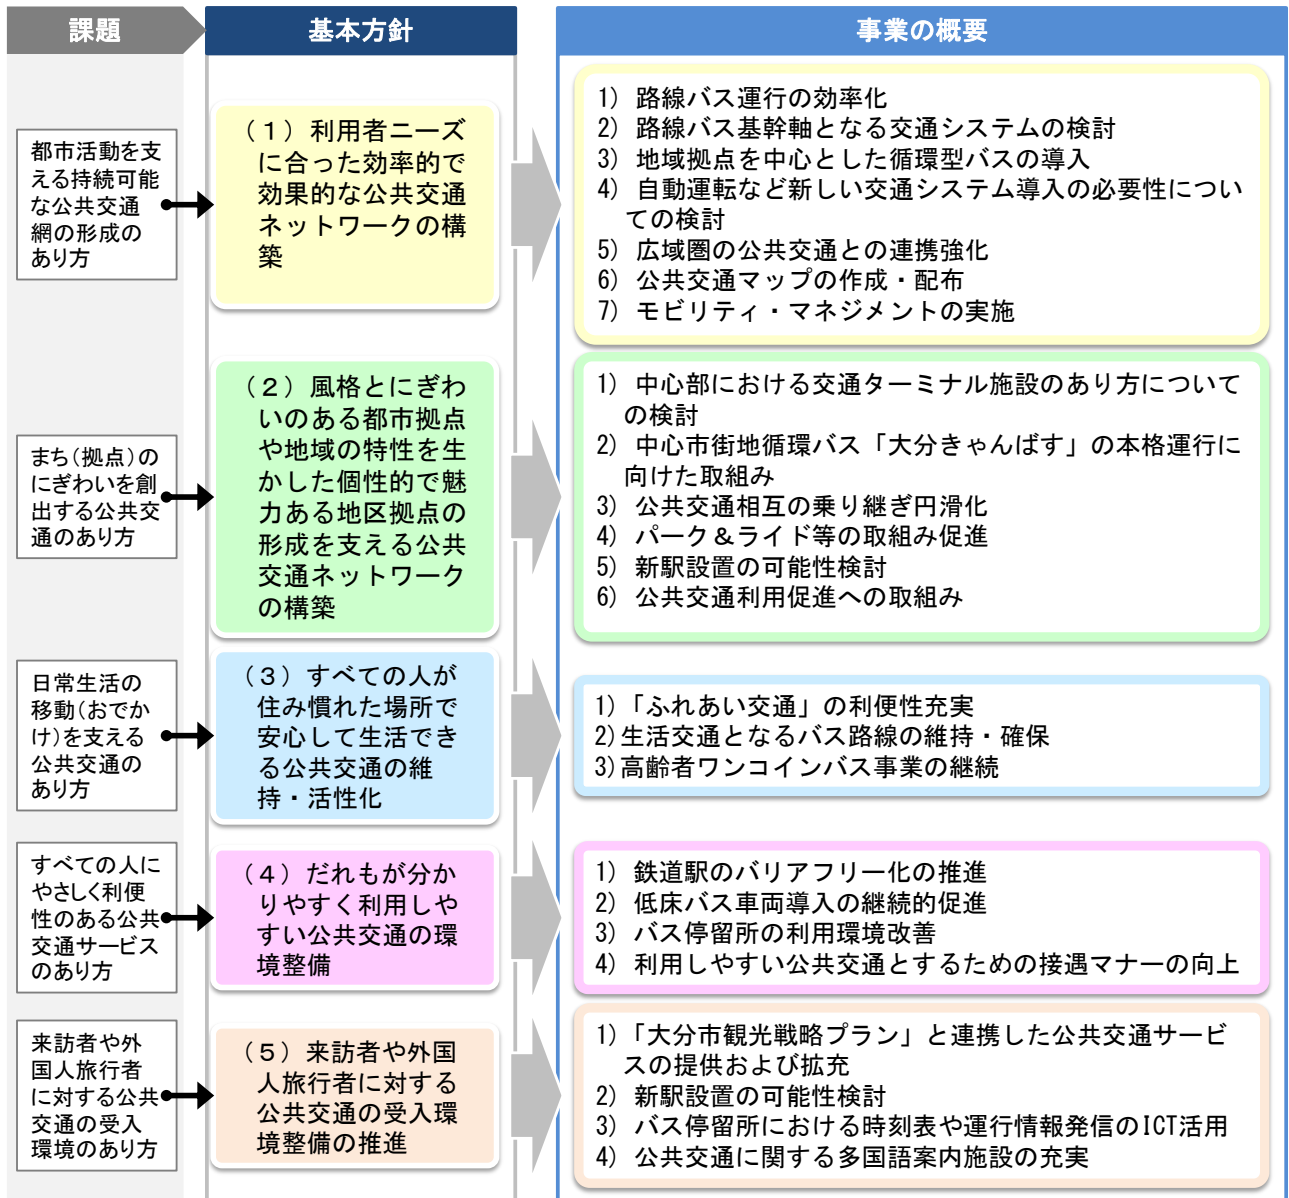 課題
基本方針
事業の概要
都市活動を支
える持続可能
な公共交通
網の形成の
あり方
（１）利用者ニーズ
に合った効率的で
効果的な公共交通
ネットワークの構
築
1) 路線バス運行の効率化
2) 路線バス基幹軸となる交通システムの検討
3) 地域拠点を中心とした循環型バスの導入
4) 自動運転など新しい交通システム導入の必要性につい
ての検討
5) 広域圏の公共交通との連携強化
6) 公共交通マップの作成・配布
7) モビリティ・マネジメントの実施
まち(拠点)の
にぎわいを創
出する公共交
通のあり方
（２）風格とにぎわ
いのある都市拠点
や地域の特性を生
かした個性的で魅
力ある地区拠点の
形成を支える公共
交通ネットワーク
の構築
1) 中心部における交通ターミナル施設のあり方について
の検討
2) 中心市街地循環バス「大分きゃんばす」の本格運行に
向けた取組み
3) 公共交通相互の乗り継ぎ円滑化
4) パーク＆ライド等の取組み促進
5) 新駅設置の可能性検討
6) 公共交通利用促進への取組み
日常生活の
移動(おでか
け)を支える
公共交通の
あり方
（３）すべての人が
住み慣れた場所で
安心して生活でき
る公共交通の維
持・活性化
1)「ふれあい交通」の利便性充実
2)生活交通となるバス路線の維持・確保
3)高齢者ワンコインバス事業の継続
すべての人に
やさしく利便
性のある公共
交通サービス
のあり方
（４）だれもが分か
りやすく利用しや
すい公共交通の環
境整備
1) 鉄道駅のバリアフリー化の推進
2) 低床バス車両導入の継続的促進
3) バス停留所の利用環境改善
4) 利用しやすい公共交通とするための接遇マナーの向上
来訪者や外
国人旅行者
に対する公共
交通の受入
環境のあり方
（５）来訪者や外国
人旅行者に対する
公共交通の受入環
境整備の推進
1)「大分市観光戦略プラン」と連携した公共交通サービ
スの提供および拡充
2) 新駅設置の可能性検討
3) バス停留所における時刻表や運行情報発信のICT活用
4) 公共交通に関する多国語案内施設の充実